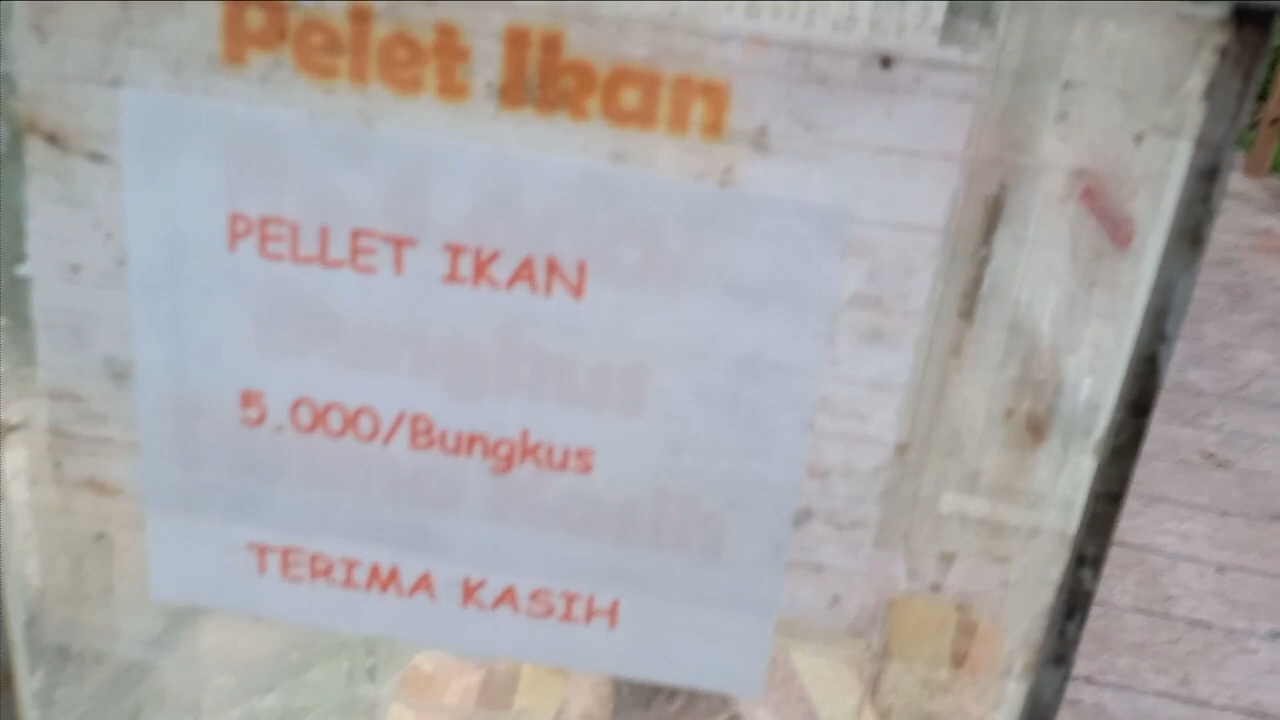 Pelet Ikan
PELLET IKAN
5.000/Bungkus
TERIMA KASIH